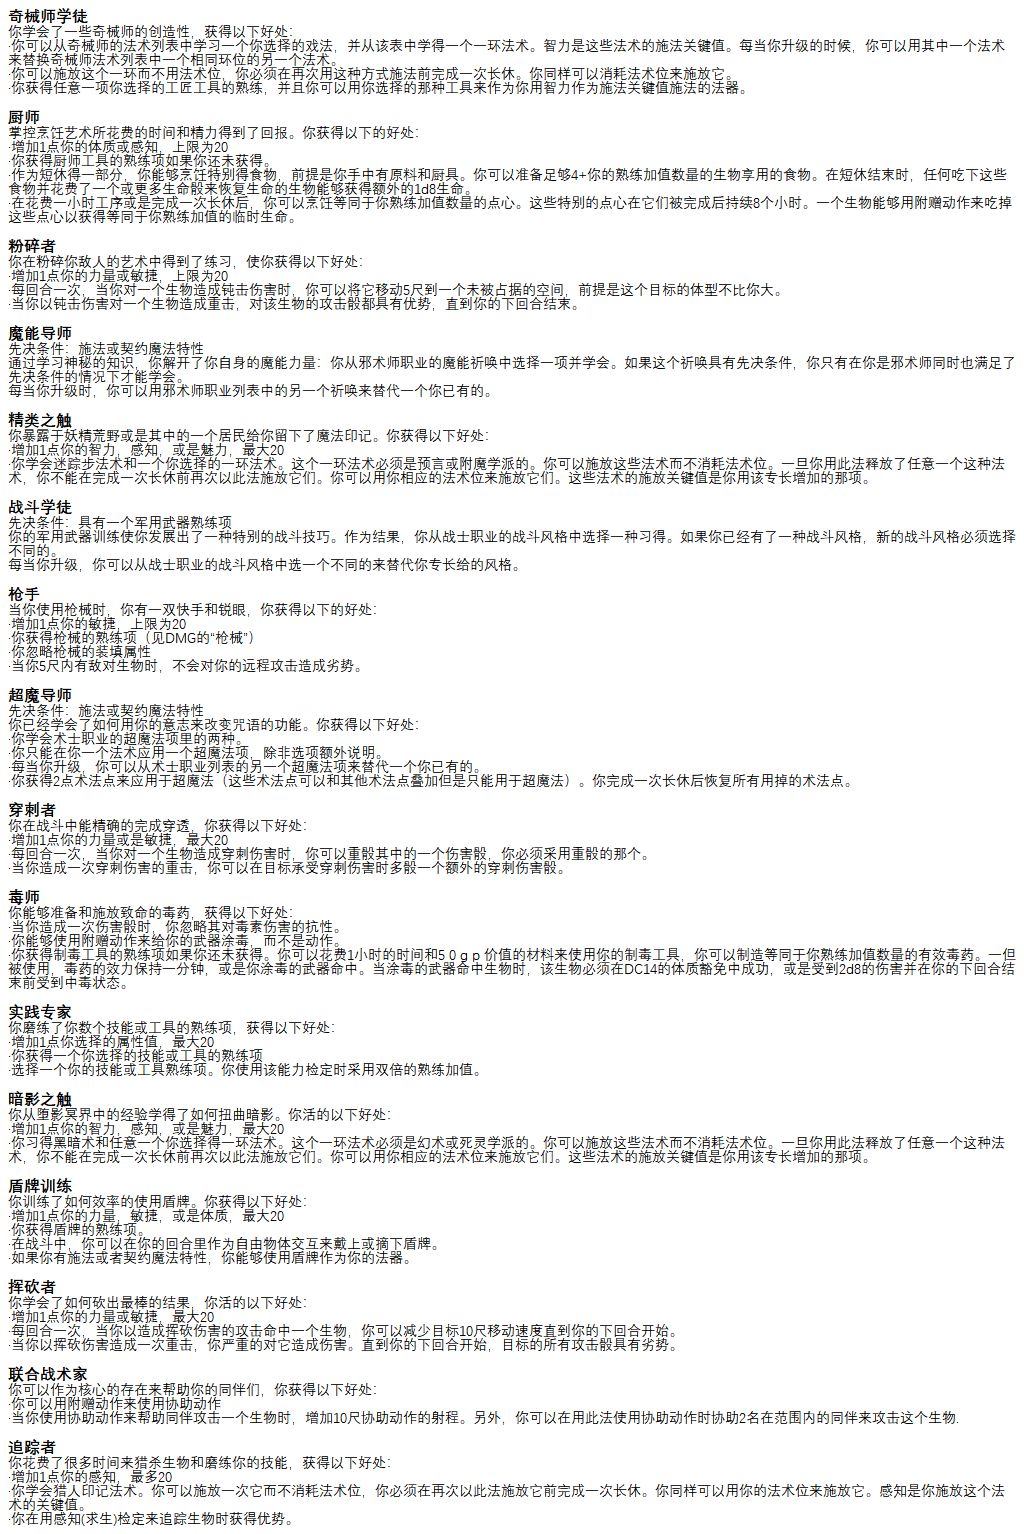 奇械师学徒
你学会了一些奇械师的创造性，获得以下好处：
·你可以从奇械师的法术列表中学习一个你选择的戏法，并从该表中学得一个一环法术。智力是这些法术的施法关键值。每当你升级的时候，你可以用其中一个法术
来替换奇械师法术列表中一个相同环位的另一个法术。
·你可以施放这个一环而不用法术位，你必须在再次用这种方式施法前完成一次长休。你同样可以消耗法术位来施放它。
·你获得任意一项你选择的工匠工具的熟练，并且你可以用你选择的那种工具来作为你用智力作为施法关键值施法的法器。
厨师
掌控烹饪艺术所花费的时间和精力得到了回报。你获得以下的好处：
·增加1点你的体质或感知，上限为20
·你获得厨师工具的熟练项如果你还未获得。
·作为短休得一部分，你能够烹饪特别得食物，前提是你手中有原料和厨具。你可以准备足够4+你的熟练加值数量的生物享用的食物。在短休结束时，任何吃下这些
食物并花费了一个或更多生命骰来恢复生命的生物能够获得额外的1d8生命。
·在花费一小时工序或是完成一次长休后，你可以烹饪等同于你熟练加值数量的点心。这些特别的点心在它们被完成后持续8个小时。一个生物能够用附赠动作来吃掉
这些点心以获得等同于你熟练加值的临时生命。
粉碎者
你在粉碎你敌人的艺术中得到了练习，使你获得以下好处：
·增加1点你的力量或敏捷，上限为20
·每回合一次，当你对一个生物造成钝击伤害时，你可以将它移动5尺到一个未被占据的空间，前提是这个目标的体型不比你大。
·当你以钝击伤害对一个生物造成重击，对该生物的攻击骰都具有优势，直到你的下回合结束。
魔能导师
先决条件：施法或契约魔法特性
通过学习神秘的知识，你解开了你自身的魔能力量：你从邪术师职业的魔能祈唤中选择一项并学会。如果这个祈唤具有先决条件，你只有在你是邪术师同时也满足了
先决条件的情况下才能学会。
每当你升级时，你可以用邪术师职业列表中的另一个祈唤来替代一个你已有的。
精类之触
你暴露于妖精荒野或是其中的一个居民给你留下了魔法印记。你获得以下好处：
·增加1点你的智力，感知，或是魅力，最大20
·你学会迷踪步法术和一个你选择的一环法术。这个一环法术必须是预言或附魔学派的。你可以施放这些法术而不消耗法术位。一旦你用此法释放了任意一个这种法
术，你不能在完成一次长休前再次以此法施放它们。你可以用你相应的法术位来施放它们。这些法术的施放关键值是你用该专长增加的那项。
战斗学徒
先决条件：具有一个军用武器熟练项
你的军用武器训练使你发展出了一种特别的战斗技巧。作为结果，你从战士职业的战斗风格中选择一种习得。如果你已经有了一种战斗风格，新的战斗风格必须选择
不同的。
每当你升级，你可以从战士职业的战斗风格中选一个不同的来替代你专长给的风格。
枪手
当你使用枪械时，你有一双快手和锐眼，你获得以下的好处：
·增加1点你的敏捷，上限为20
·你获得枪械的熟练项（见DMG的“枪械”）
·你忽略枪械的装填属性
·当你5尺内有敌对生物时，不会对你的远程攻击造成劣势。
超魔导师
先决条件：施法或契约魔法特性
你已经学会了如何用你的意志来改变咒语的功能。你获得以下好处：
·你学会术士职业的超魔法项里的两种。
·你只能在你一个法术应用一个超魔法项，除非选项额外说明。
·每当你升级，你可以从术士职业列表的另一个超魔法项来替代一个你已有的。
·你获得2点术法点来应用于超魔法（这些术法点可以和其他术法点叠加但是只能用于超魔法）。你完成一次长休后恢复所有用掉的术法点。
穿刺者
你在战斗中能精确的完成穿透，你获得以下好处：
·增加1点你的力量或是敏捷，最大20
·每回合一次，当你对一个生物造成穿刺伤害时，你可以重骰其中的一个伤害骰，你必须采用重骰的那个。
·当你造成一次穿刺伤害的重击，你可以在目标承受穿刺伤害时多骰一个额外的穿刺伤害骰。
毒师
你能够准备和施放致命的毒药，获得以下好处：
·当你造成一次伤害骰时，你忽略其对毒素伤害的抗性。
·你能够使用附赠动作来给你的武器涂毒，而不是动作。
·你获得制毒工具的熟练项如果你还未获得。你可以花费1小时的时间和5 0 g p 价值的材料来使用你的制毒工具，你可以制造等同于你熟练加值数量的有效毒药。一但
被使用，毒药的效力保持一分钟，或是你涂毒的武器命中。当涂毒的武器命中生物时，该生物必须在DC14的体质豁免中成功，或是受到2d8的伤害并在你的下回合结
束前受到中毒状态。
实践专家
你磨练了你数个技能或工具的熟练项，获得以下好处：
·增加1点你选择的属性值，最大20
·你获得一个你选择的技能或工具的熟练项
·选择一个你的技能或工具熟练项。你使用该能力检定时采用双倍的熟练加值。
暗影之触
你从堕影冥界中的经验学得了如何扭曲暗影。你活的以下好处：
·增加1点你的智力，感知，或是魅力，最大20
·你习得黑暗术和任意一个你选择得一环法术。这个一环法术必须是幻术或死灵学派的。你可以施放这些法术而不消耗法术位。一旦你用此法释放了任意一个这种法
术，你不能在完成一次长休前再次以此法施放它们。你可以用你相应的法术位来施放它们。这些法术的施放关键值是你用该专长增加的那项。
盾牌训练
你训练了如何效率的使用盾牌。你获得以下好处：
·增加1点你的力量，敏捷，或是体质，最大20
·你获得盾牌的熟练项。
·在战斗中，你可以在你的回合里作为自由物体交互来戴上或摘下盾牌。
·如果你有施法或者契约魔法特性，你能够使用盾牌作为你的法器。
挥砍者
你学会了如何砍出最棒的结果，你活的以下好处：
·增加1点你的力量或敏捷，最大20
·每回合一次，当你以造成挥砍伤害的攻击命中一个生物，你可以减少目标10尺移动速度直到你的下回合开始。
·当你以挥砍伤害造成一次重击，你严重的对它造成伤害。直到你的下回合开始，目标的所有攻击骰具有劣势。
联合战术家
你可以作为核心的存在来帮助你的同伴们，你获得以下好处：
·你可以用附赠动作来使用协助动作
·当你使用协助动作来帮助同伴攻击一个生物时，增加10尺协助动作的射程。另外，你可以在用此法使用协助动作时协助2名在范围内的同伴来攻击这个生物.
追踪者
你花费了很多时间来猎杀生物和磨练你的技能，获得以下好处：
·增加1点你的感知，最多20
·你学会猎人印记法术。你可以施放一次它而不消耗法术位，你必须在再次以此法施放它前完成一次长休。你同样可以用你的法术位来施放它。感知是你施放这个法
术的关键值。
·你在用感知(求生)检定来追踪生物时获得优势。